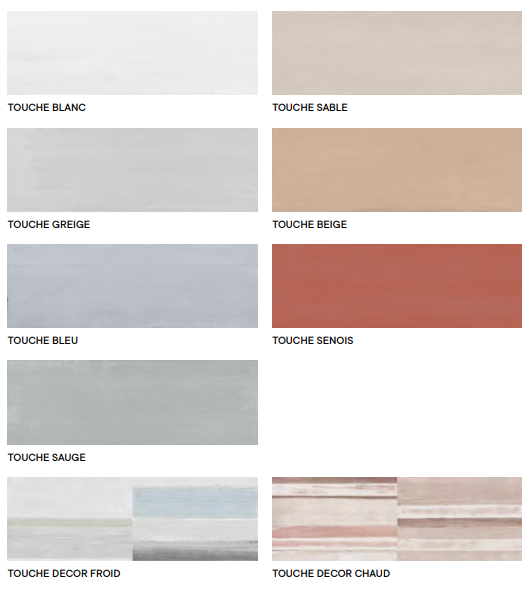 TOUCHE BLANC
TOUCHE SABLE
TOUCHE GREIGE
TOUCHE BEIGE
TOUCHE BLEU
TOUCHE SENOIS
TOUCHE SAUGE
TOUCHE DECOR FROID
TOUCHE DECOR CHAUD